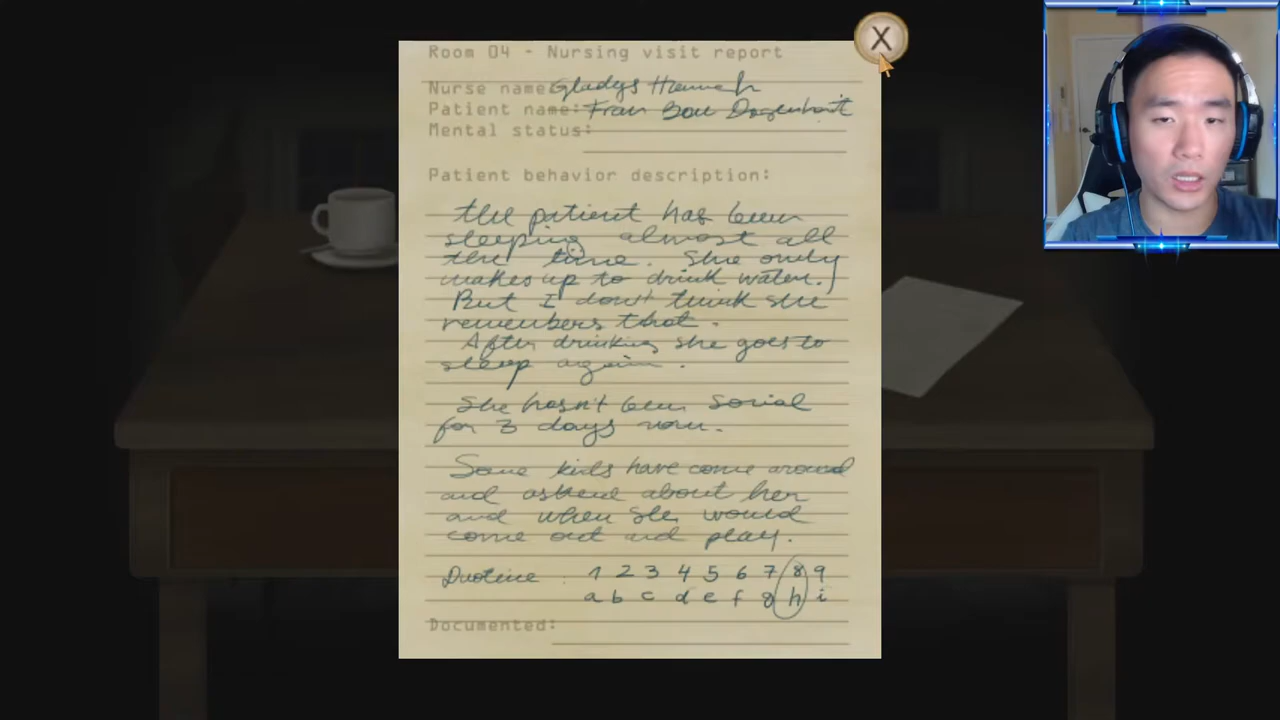 X
Room 04 - Nursing visit report
Nurse name: Gladys Hannah
Patient name: Fran Bow Dagenhart
Mental status:
Patient behavior description:
the patient has been
sleeping almost all
the time. She only
wakes up to drink water.
But I don't think she
remembers that.
After drinking she goes to
sleep again.
She hasn't been social
for 3 days now.
Some kids have come around
and asked about her
and when she would
come out and play.
Duotine : 1 2 3 4 5 6 7 8 9
a b c d e f g h i
Documented: